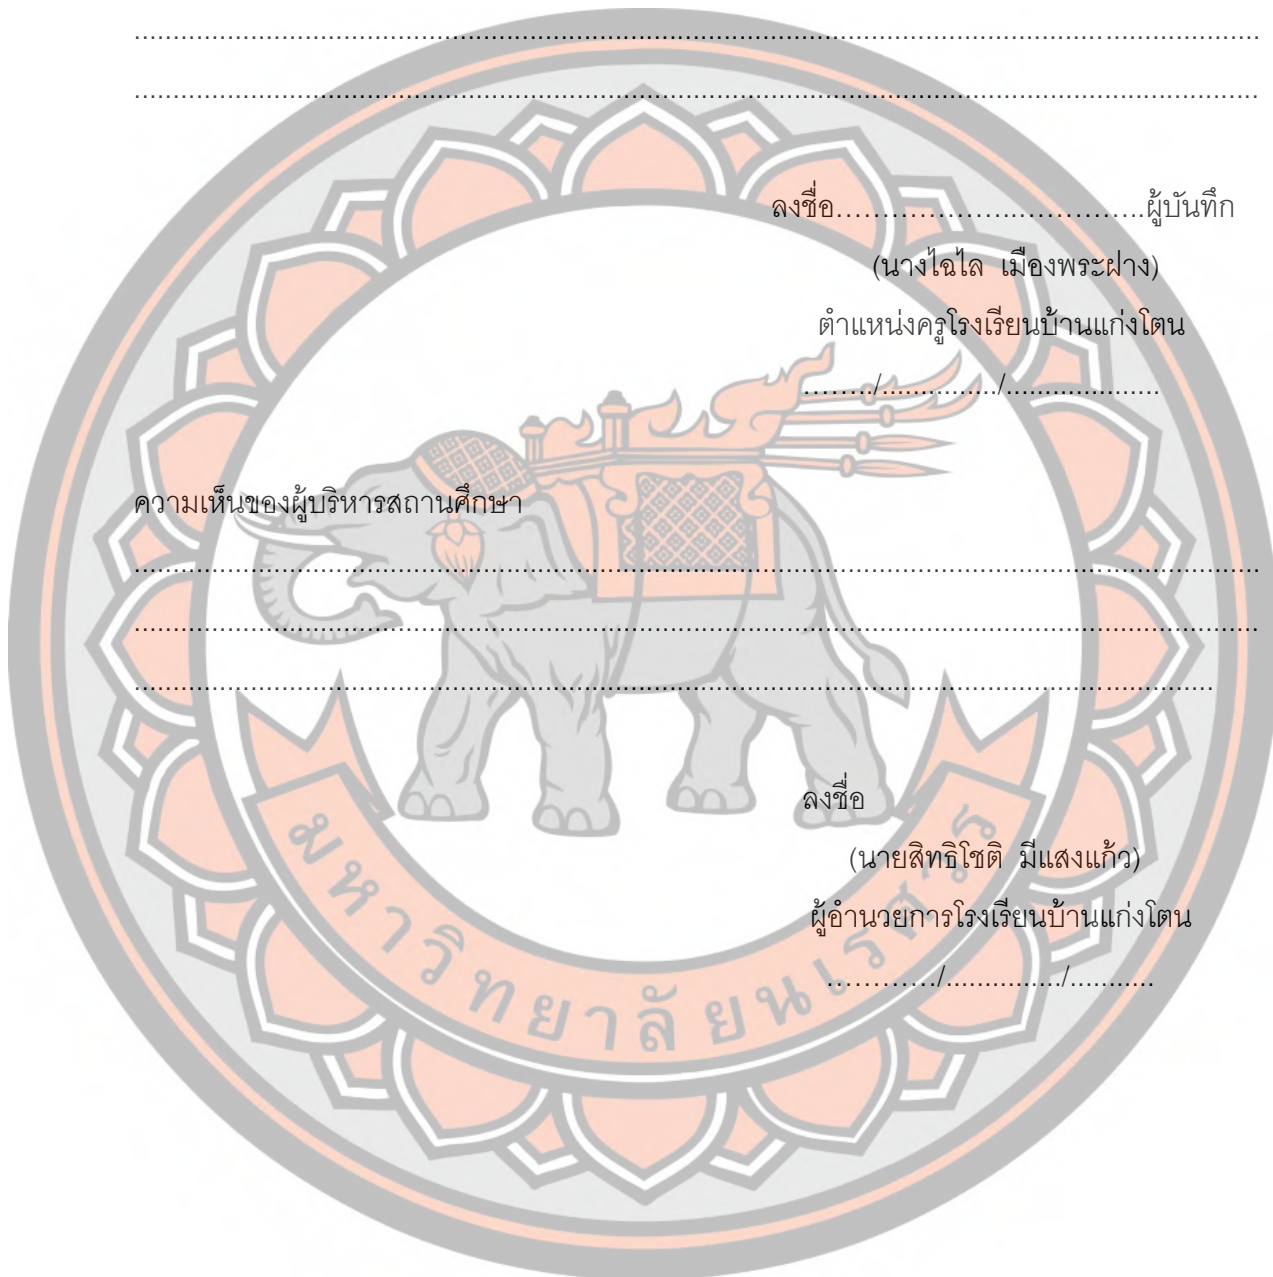 ................................................................................................................................................
................................................................................................................................................
ลงชื่อ……………….…………….ผู้บันทึก
(นางไฉไล เมืองพระฝาง)
ตำแหน่งครูโรงเรียนบ้านแก่งโตน
………/.............../....................
ความเห็นของผู้บริหารสถานศึกษา
................................................................................................................................................
................................................................................................................................................
..........................................................................................................................................
ลงชื่อ
(นายสิทธิโชติ มีแสงแก้ว)
ผู้อำนวยการโรงเรียนบ้านแก่งโตน
…………/.............../...........
มหาวิทยาลัยนเรศวร